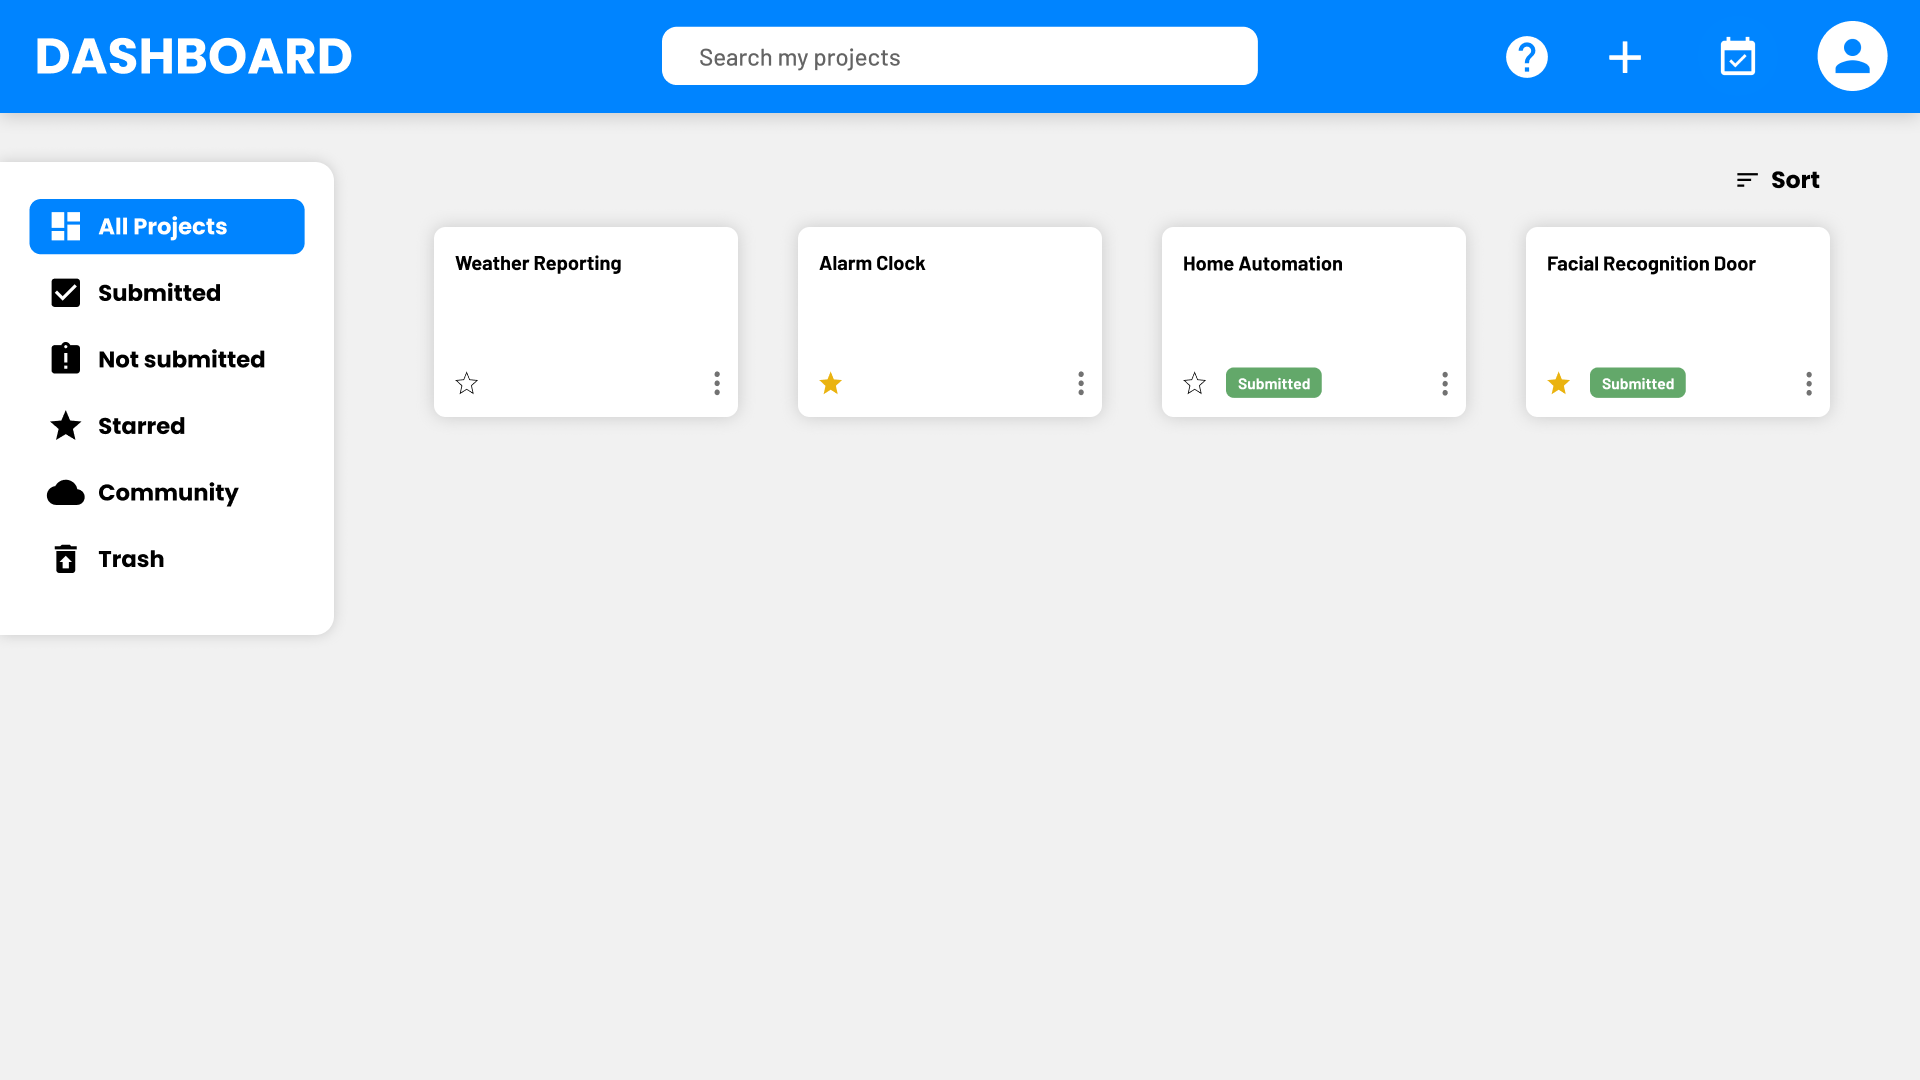 DASHBOARD
Search my projects
Sort
All Projects
Submitted
Not submitted
Starred
Community
Trash
Weather Reporting
Alarm Clock
Home Automation
Submitted
Facial Recognition Door
Submitted